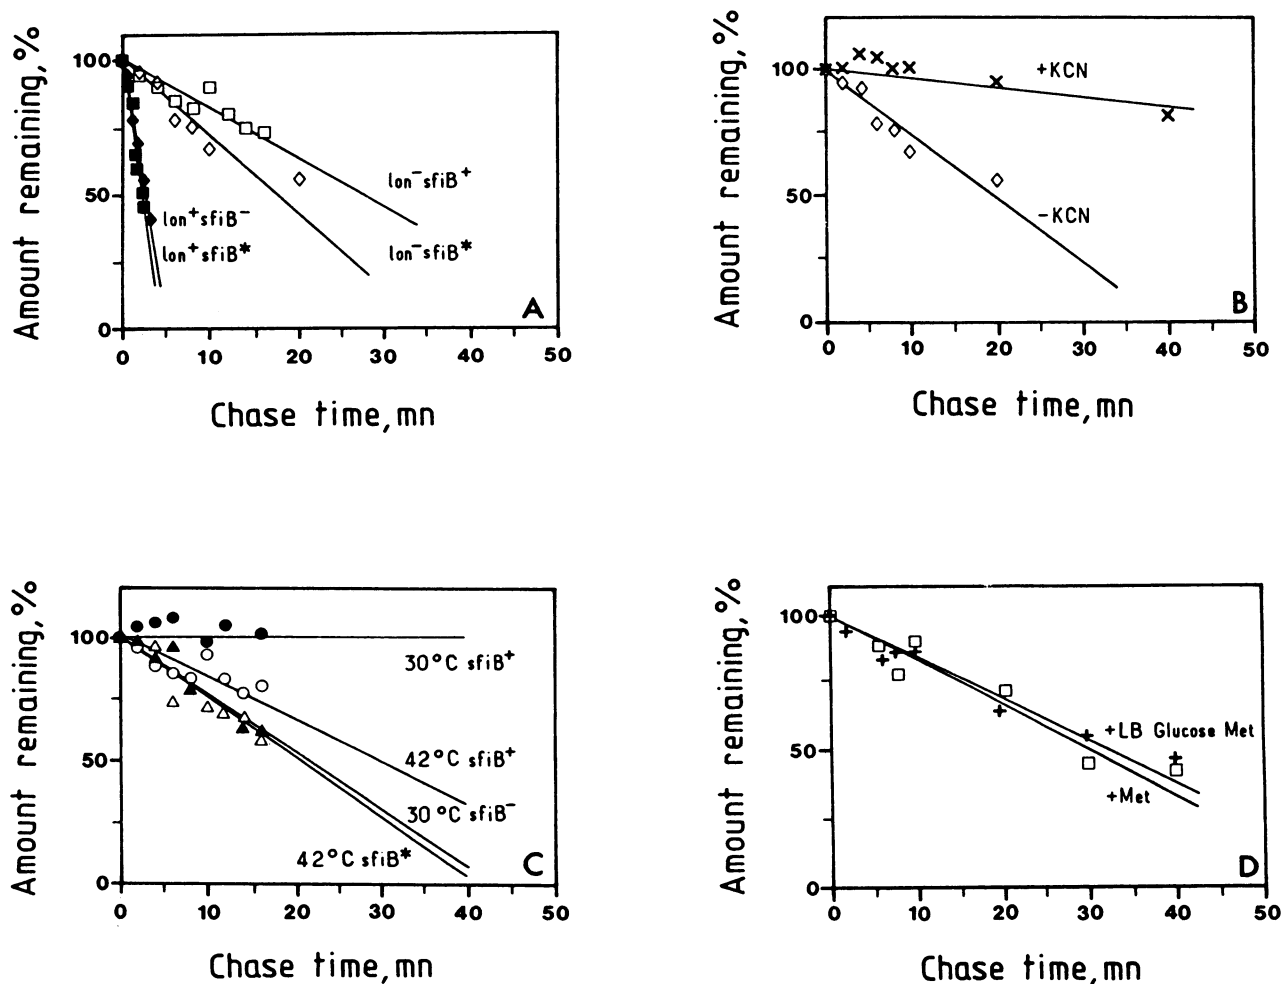 Amount remaining, %
100
50
0
lon⁺sfiB⁻
lon⁺sfiB*
lon⁻sfiB⁺
lon⁻sfiB*
A
0 10 20 30 40 50
Chase time, mn
Amount remaining, %
100
50
0
+KCN
-KCN
B
0 10 20 30 40 50
Chase time, mn
Amount remaining, %
100
50
0
30°C sfiB⁺
42°C sfiB⁺
30°C sfiB⁻
42°C sfiB*
C
0 10 20 30 40 50
Chase time, mn
Amount remaining, %
100
50
0
+LB Glucose Met
+Met
D
0 10 20 30 40 50
Chase time, mn